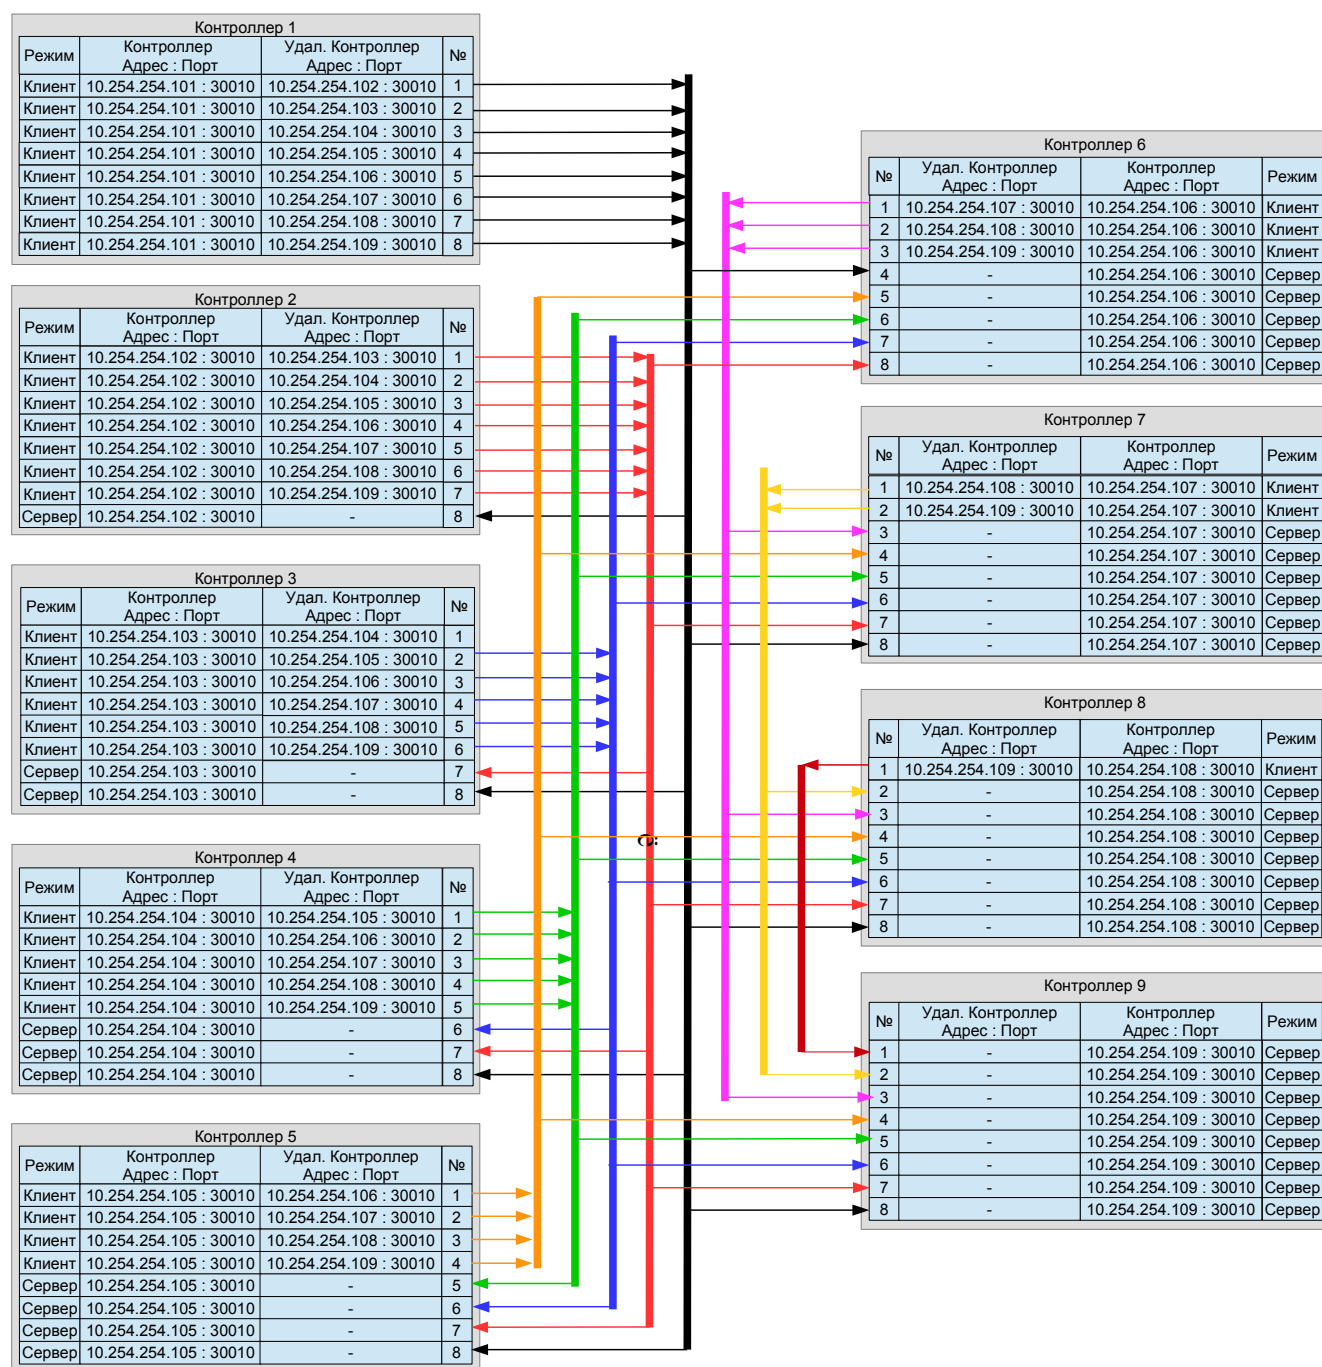 Контроллер 1
Режим Контроллер Адрес : Порт Удал. Контроллер Адрес : Порт №
Клиент 10.254.254.101 : 30010 10.254.254.102 : 30010 1
Клиент 10.254.254.101 : 30010 10.254.254.103 : 30010 2
Клиент 10.254.254.101 : 30010 10.254.254.104 : 30010 3
Клиент 10.254.254.101 : 30010 10.254.254.105 : 30010 4
Клиент 10.254.254.101 : 30010 10.254.254.106 : 30010 5
Клиент 10.254.254.101 : 30010 10.254.254.107 : 30010 6
Клиент 10.254.254.101 : 30010 10.254.254.108 : 30010 7
Клиент 10.254.254.101 : 30010 10.254.254.109 : 30010 8
Контроллер 2
Режим Контроллер Адрес : Порт Удал. Контроллер Адрес : Порт №
Клиент 10.254.254.102 : 30010 10.254.254.103 : 30010 1
Клиент 10.254.254.102 : 30010 10.254.254.104 : 30010 2
Клиент 10.254.254.102 : 30010 10.254.254.105 : 30010 3
Клиент 10.254.254.102 : 30010 10.254.254.106 : 30010 4
Клиент 10.254.254.102 : 30010 10.254.254.107 : 30010 5
Клиент 10.254.254.102 : 30010 10.254.254.108 : 30010 6
Клиент 10.254.254.102 : 30010 10.254.254.109 : 30010 7
Сервер 10.254.254.102 : 30010 - 8
Контроллер 3
Режим Контроллер Адрес : Порт Удал. Контроллер Адрес : Порт №
Клиент 10.254.254.103 : 30010 10.254.254.104 : 30010 1
Клиент 10.254.254.103 : 30010 10.254.254.105 : 30010 2
Клиент 10.254.254.103 : 30010 10.254.254.106 : 30010 3
Клиент 10.254.254.103 : 30010 10.254.254.107 : 30010 4
Клиент 10.254.254.103 : 30010 10.254.254.108 : 30010 5
Клиент 10.254.254.103 : 30010 10.254.254.109 : 30010 6
Сервер 10.254.254.103 : 30010 - 7
Сервер 10.254.254.103 : 30010 - 8
Контроллер 4
Режим Контроллер Адрес : Порт Удал. Контроллер Адрес : Порт №
Клиент 10.254.254.104 : 30010 10.254.254.105 : 30010 1
Клиент 10.254.254.104 : 30010 10.254.254.106 : 30010 2
Клиент 10.254.254.104 : 30010 10.254.254.107 : 30010 3
Клиент 10.254.254.104 : 30010 10.254.254.108 : 30010 4
Клиент 10.254.254.104 : 30010 10.254.254.109 : 30010 5
Сервер 10.254.254.104 : 30010 - 6
Сервер 10.254.254.104 : 30010 - 7
Сервер 10.254.254.104 : 30010 - 8
Контроллер 5
Режим Контроллер Адрес : Порт Удал. Контроллер Адрес : Порт №
Клиент 10.254.254.105 : 30010 10.254.254.106 : 30010 1
Клиент 10.254.254.105 : 30010 10.254.254.107 : 30010 2
Клиент 10.254.254.105 : 30010 10.254.254.108 : 30010 3
Клиент 10.254.254.105 : 30010 10.254.254.109 : 30010 4
Сервер 10.254.254.105 : 30010 - 5
Сервер 10.254.254.105 : 30010 - 6
Сервер 10.254.254.105 : 30010 - 7
Сервер 10.254.254.105 : 30010 - 8
Контроллер 6
№ Удал. Контроллер Адрес : Порт Контроллер Адрес : Порт Режим
1 10.254.254.107 : 30010 10.254.254.106 : 30010 Клиент
2 10.254.254.108 : 30010 10.254.254.106 : 30010 Клиент
3 10.254.254.109 : 30010 10.254.254.106 : 30010 Клиент
4 - 10.254.254.106 : 30010 Сервер
5 - 10.254.254.106 : 30010 Сервер
6 - 10.254.254.106 : 30010 Сервер
7 - 10.254.254.106 : 30010 Сервер
8 - 10.254.254.106 : 30010 Сервер
Контроллер 7
№ Удал. Контроллер Адрес : Порт Контроллер Адрес : Порт Режим
1 10.254.254.108 : 30010 10.254.254.107 : 30010 Клиент
2 10.254.254.109 : 30010 10.254.254.107 : 30010 Клиент
3 - 10.254.254.107 : 30010 Сервер
4 - 10.254.254.107 : 30010 Сервер
5 - 10.254.254.107 : 30010 Сервер
6 - 10.254.254.107 : 30010 Сервер
7 - 10.254.254.107 : 30010 Сервер
8 - 10.254.254.107 : 30010 Сервер
Контроллер 8
№ Удал. Контроллер Адрес : Порт Контроллер Адрес : Порт Режим
1 10.254.254.109 : 30010 10.254.254.108 : 30010 Клиент
2 - 10.254.254.108 : 30010 Сервер
3 - 10.254.254.108 : 30010 Сервер
4 - 10.254.254.108 : 30010 Сервер
5 - 10.254.254.108 : 30010 Сервер
6 - 10.254.254.108 : 30010 Сервер
7 - 10.254.254.108 : 30010 Сервер
8 - 10.254.254.108 : 30010 Сервер
Контроллер 9
№ Удал. Контроллер Адрес : Порт Контроллер Адрес : Порт Режим
1 - 10.254.254.109 : 30010 Сервер
2 - 10.254.254.109 : 30010 Сервер
3 - 10.254.254.109 : 30010 Сервер
4 - 10.254.254.109 : 30010 Сервер
5 - 10.254.254.109 : 30010 Сервер
6 - 10.254.254.109 : 30010 Сервер
7 - 10.254.254.109 : 30010 Сервер
8 - 10.254.254.109 : 30010 Сервер